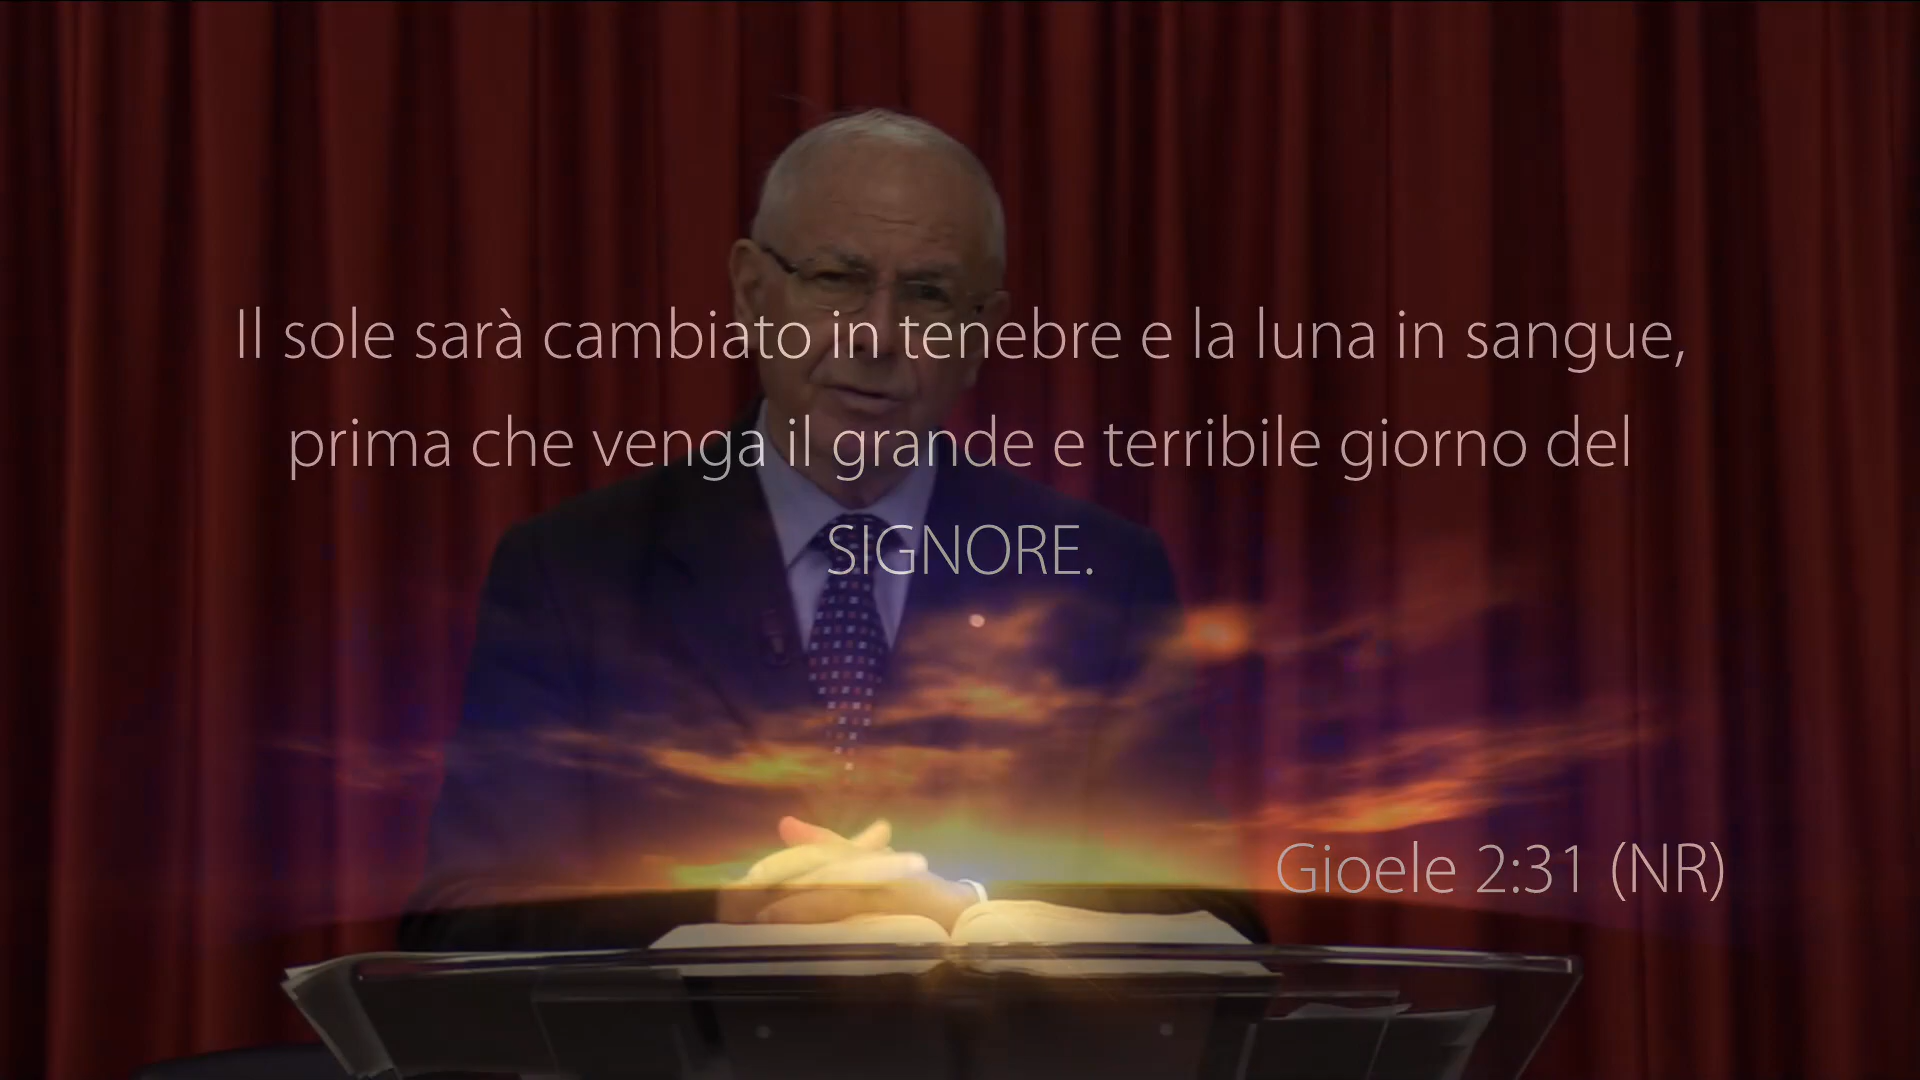 Il sole sarà cambiato in tenebre e la luna in sangue,
prima che venga il grande e terribile giorno del
SIGNORE.
Gioele 2:31 (NR)